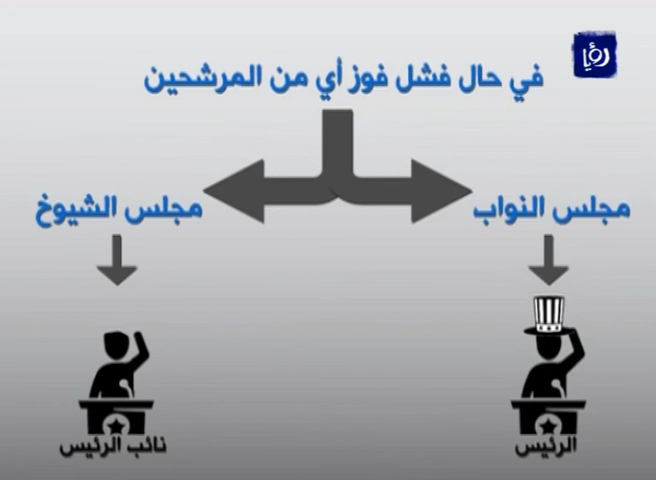 رؤيا
في حال فشل فوز أي من المرشحين
مجلس النواب
مجلس الشيوخ
الرئيس
نائب الرئيس